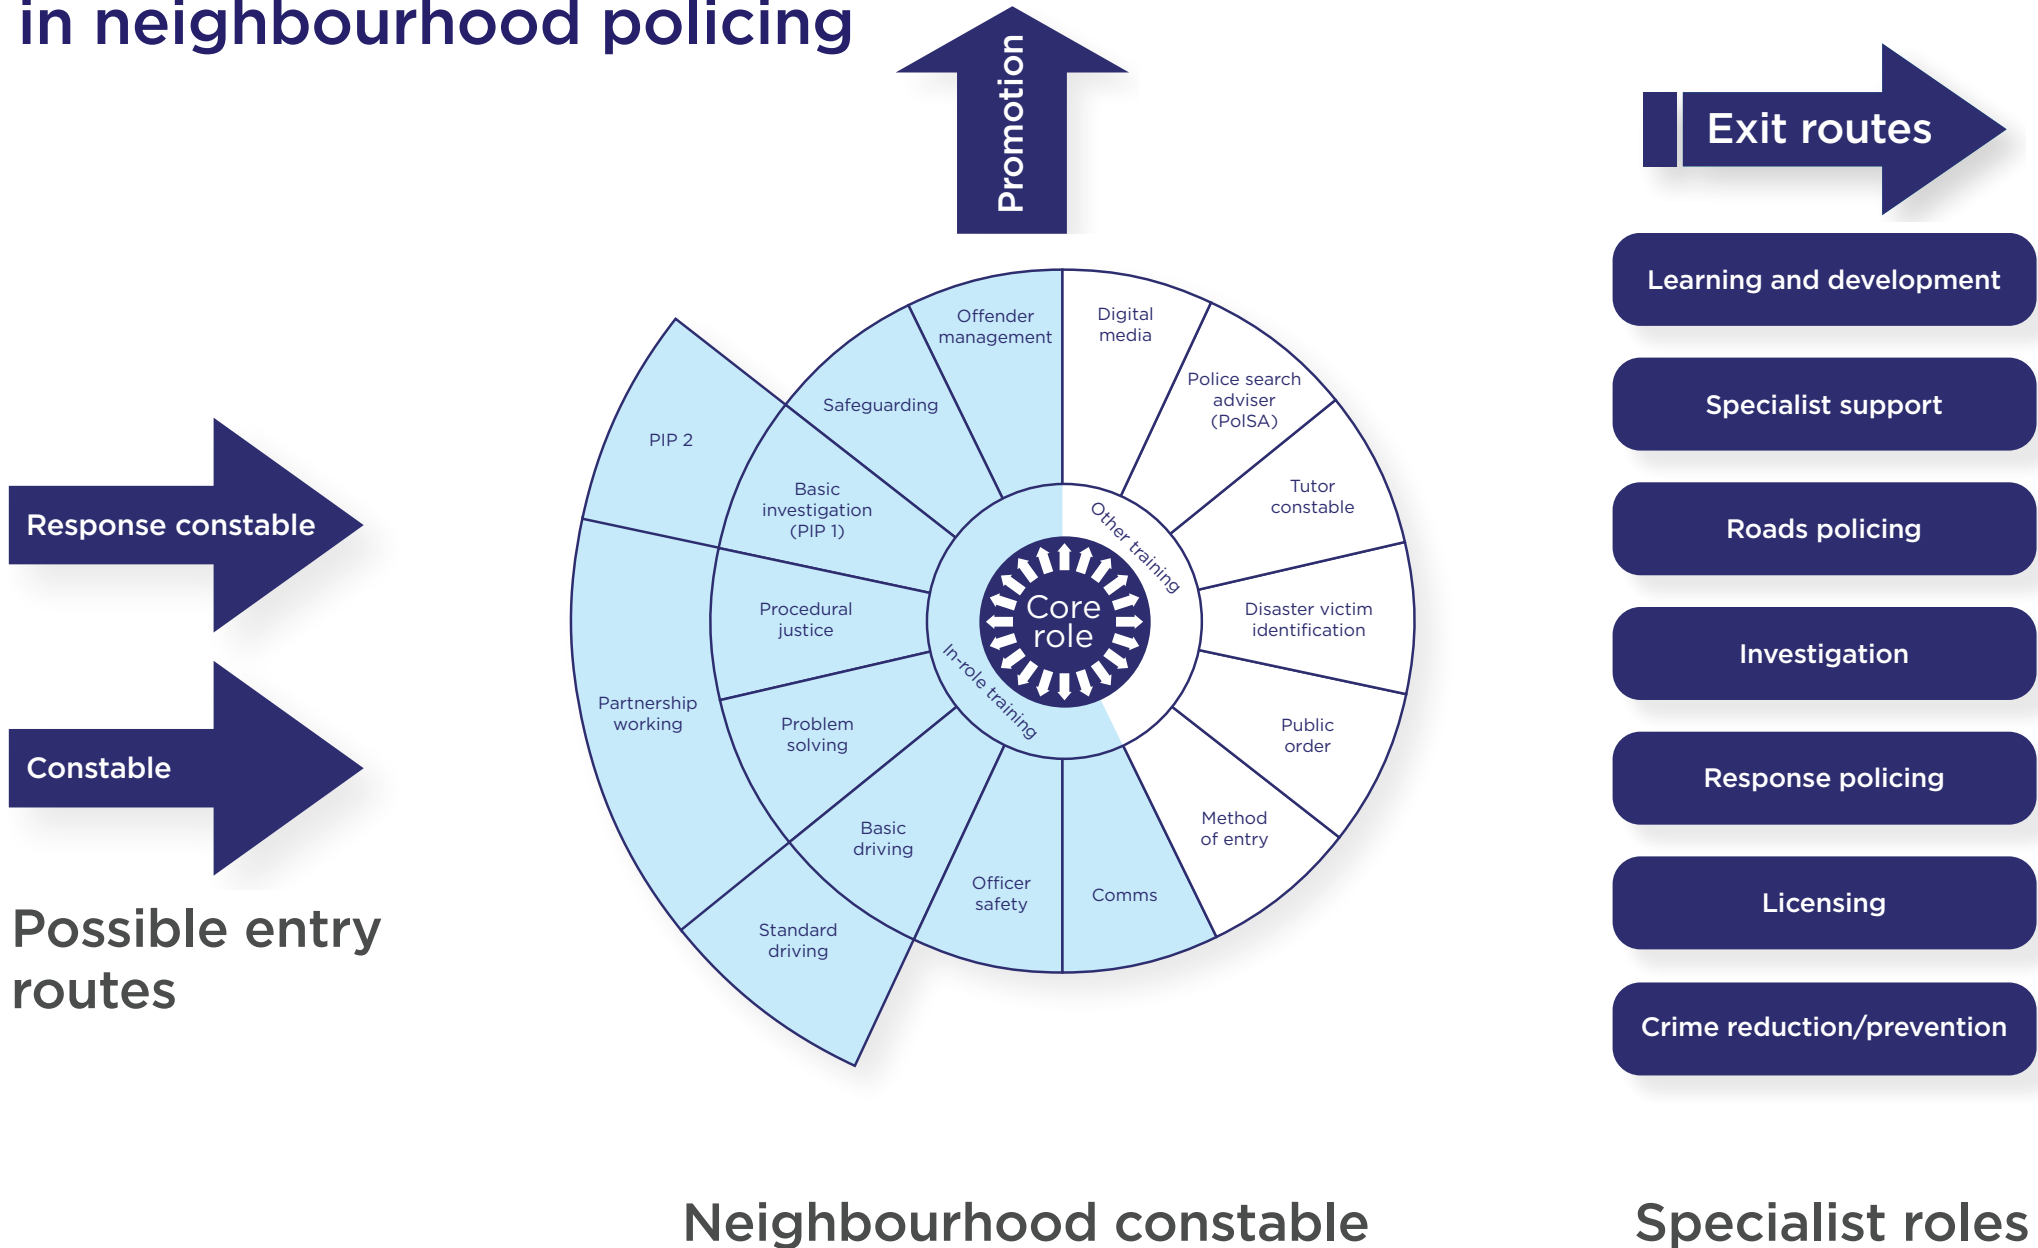 in neighbourhood policing
Promotion
Exit routes
Response constable
Constable
Possible entry
routes
Offender
management
Digital
media
Police search
adviser
(PolSA)
Tutor
constable
Disaster victim
identification
Public
order
Method
of entry
Comms
Officer
safety
Basic
driving
Standard
driving
Problem
solving
Partnership
working
Procedural
justice
Basic
investigation
(PIP 1)
PIP 2
Safeguarding
Other training
In-role training
Core
role
Learning and development
Specialist support
Roads policing
Investigation
Response policing
Licensing
Crime reduction/prevention
Neighbourhood constable
Specialist roles